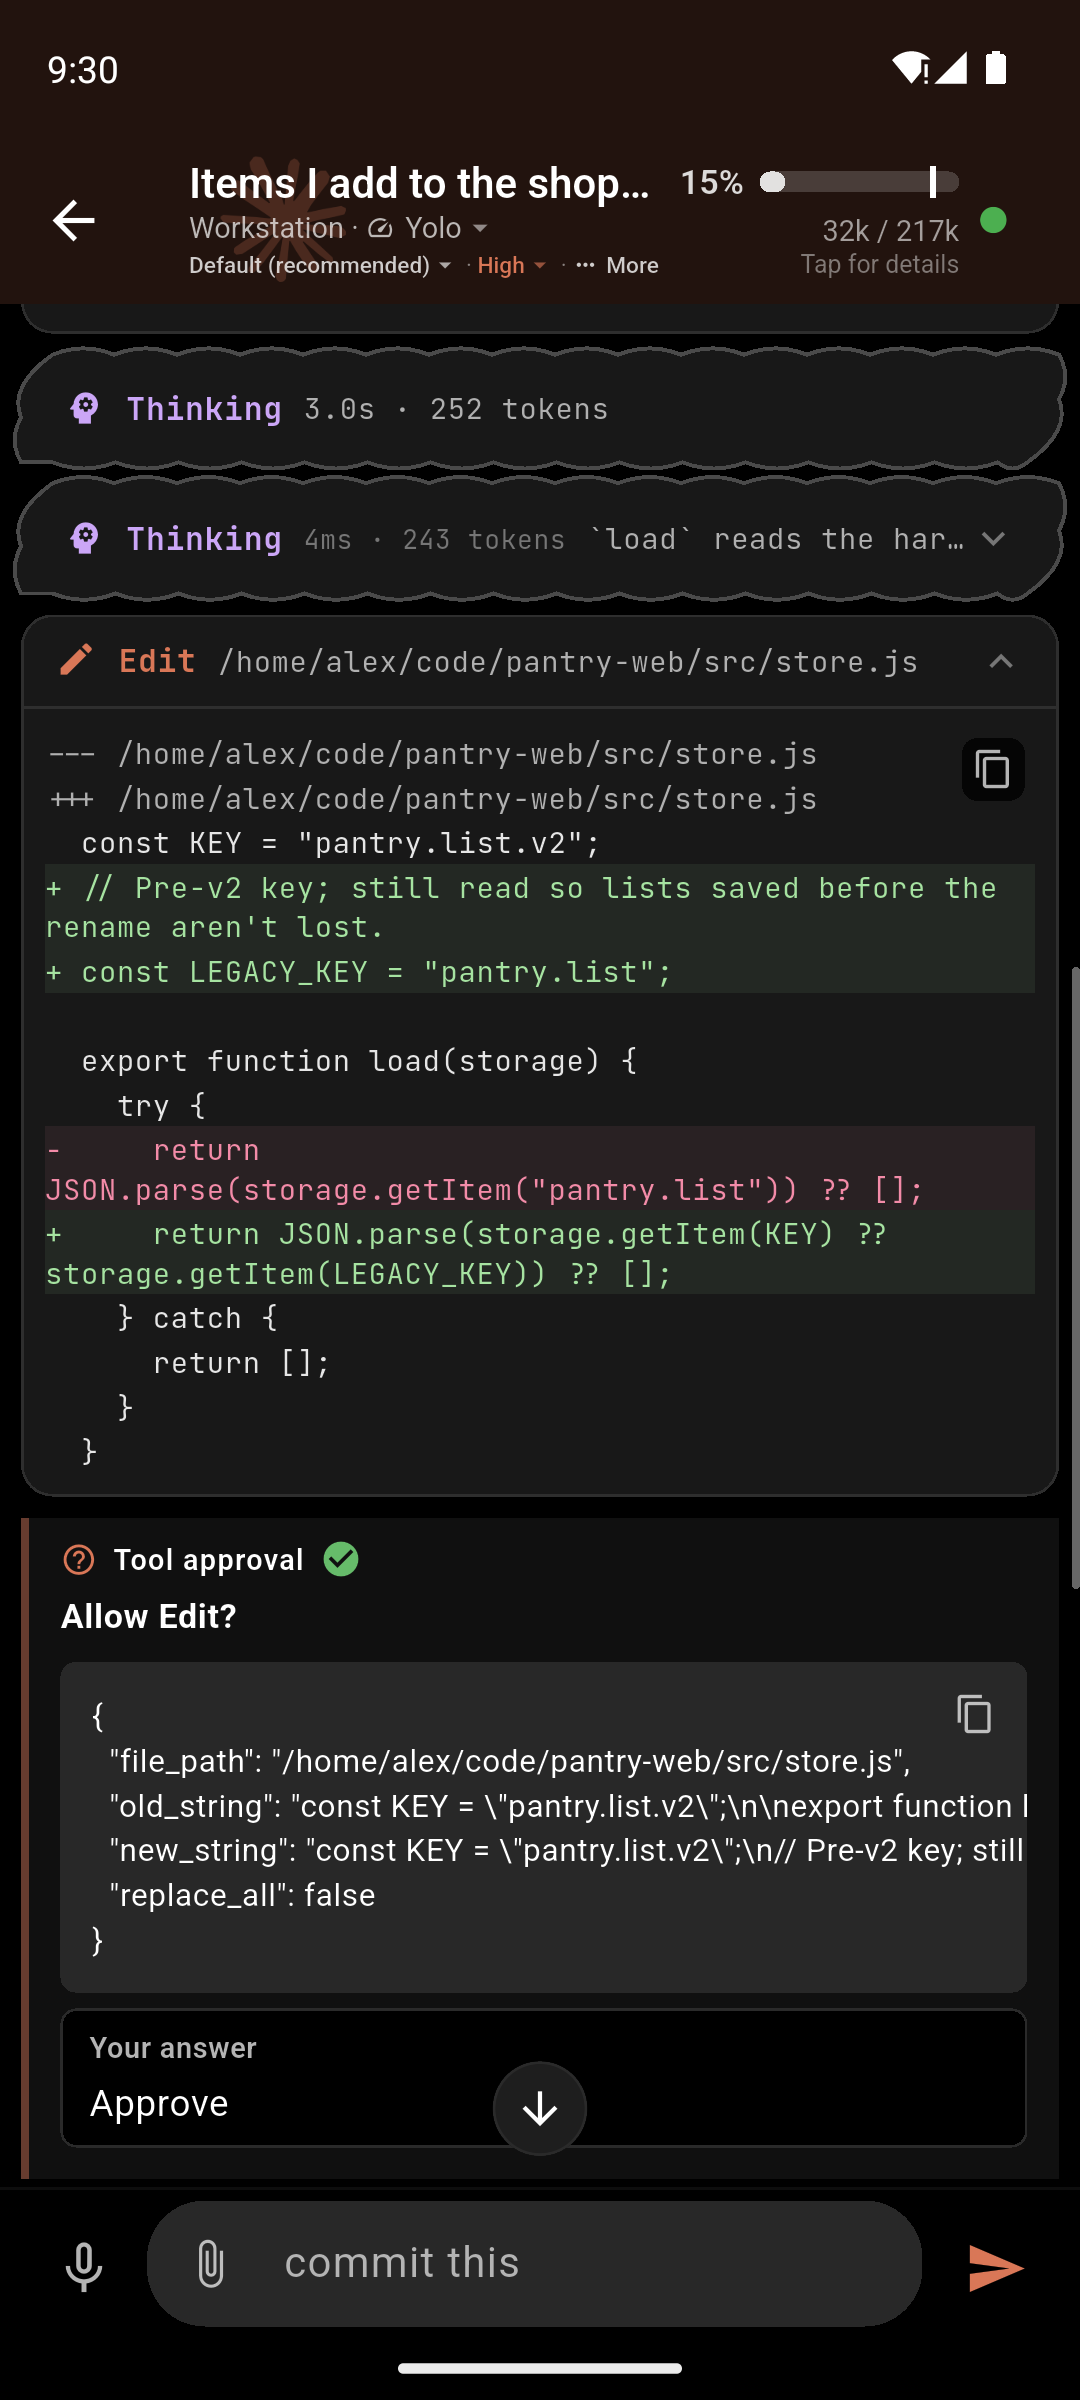 9:30
Items I add to the shop…
15%
Workstation · Yolo
32k / 217k
Default (recommended) · High · More
Tap for details
Thinking 3.0s · 252 tokens
Thinking 4ms · 243 tokens `load` reads the har…
Edit /home/alex/code/pantry-web/src/store.js
--- /home/alex/code/pantry-web/src/store.js
+++ /home/alex/code/pantry-web/src/store.js
const KEY = "pantry.list.v2";
+ // Pre-v2 key; still read so lists saved before the
rename aren't lost.
+ const LEGACY_KEY = "pantry.list";
export function load(storage) {
try {
- return
JSON.parse(storage.getItem("pantry.list")) ?? [];
+ return JSON.parse(storage.getItem(KEY) ??
storage.getItem(LEGACY_KEY)) ?? [];
} catch {
return [];
}
}
Tool approval
Allow Edit?
{
"file_path": "/home/alex/code/pantry-web/src/store.js",
"old_string": "const KEY = \"pantry.list.v2\";\n\nexport function l
"new_string": "const KEY = \"pantry.list.v2\";\n// Pre-v2 key; still
"replace_all": false
}
Your answer
Approve
commit this